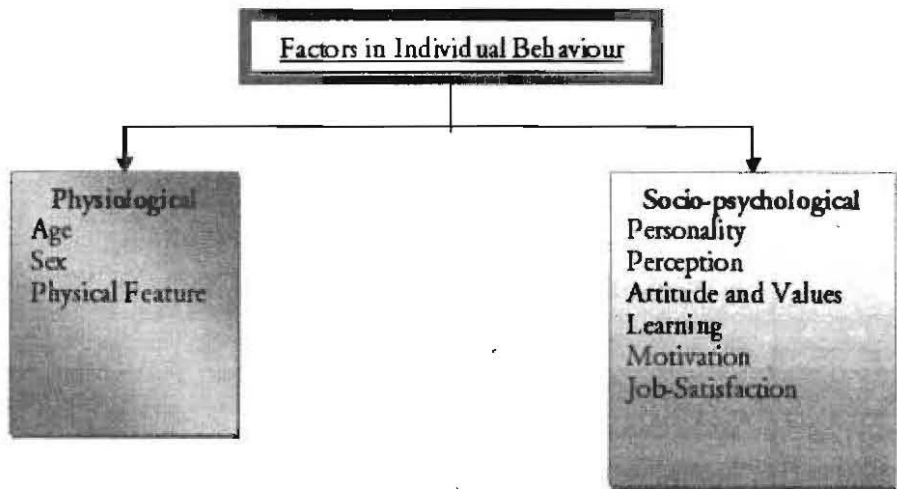 Factors in Individual Behaviour
Physiological
Age
Sex
Physical Feature
Socio-psychological
Personality
Perception
Attitude and Values
Learning
Motivation
Job-Satisfaction